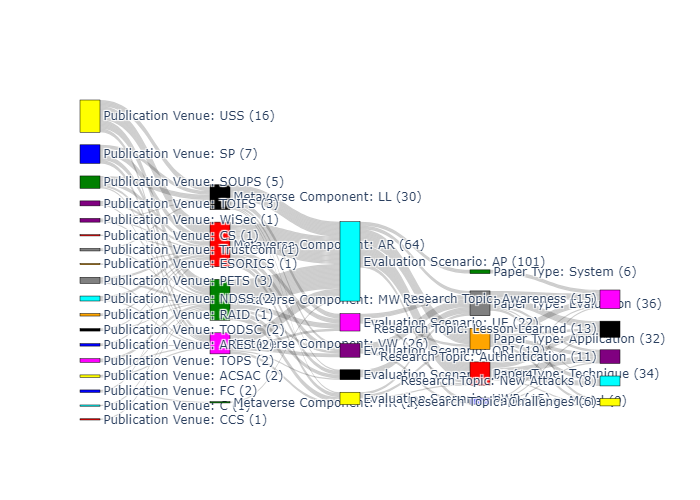 Publication Venue: USS (16)
Publication Venue: SP (7)
Publication Venue: SOUPS (5)
Publication Venue: TOIFS (3)
Publication Venue: WiSec (1)
Publication Venue: CS (1)
Publication Venue: TrustCom (1)
Publication Venue: ESORICS (1)
Publication Venue: PETS (3)
Publication Venue: NDSS (2)
Publication Venue: RAID (1)
Publication Venue: TODSC (2)
Publication Venue: AREST (2)
Publication Venue: TOPS (2)
Publication Venue: ACSAC (2)
Publication Venue: FC (2)
Publication Venue: C (1)
Publication Venue: CCS (1)
Metaverse Component: LL (30)
Metaverse Component: AR (64)
Metaverse Component: MW
Metaverse Component: VW (26)
Metaverse Component:
Evaluation Scenario: AP (101)
Evaluation Scenario: UE (22)
Evaluation Scenario:
Evaluation Scenario:
Evaluation Scenario:
Paper Type: System (6)
Paper Type: Evaluation (36)
Paper Type: Application (32)
Paper Type: Technique (34)
Research Topic: Awareness (15)
Research Topic: Lesson Learned (13)
Research Topic: Authentication (11)
Research Topic: New Attacks (8)
Research Topic: Challenges (6)